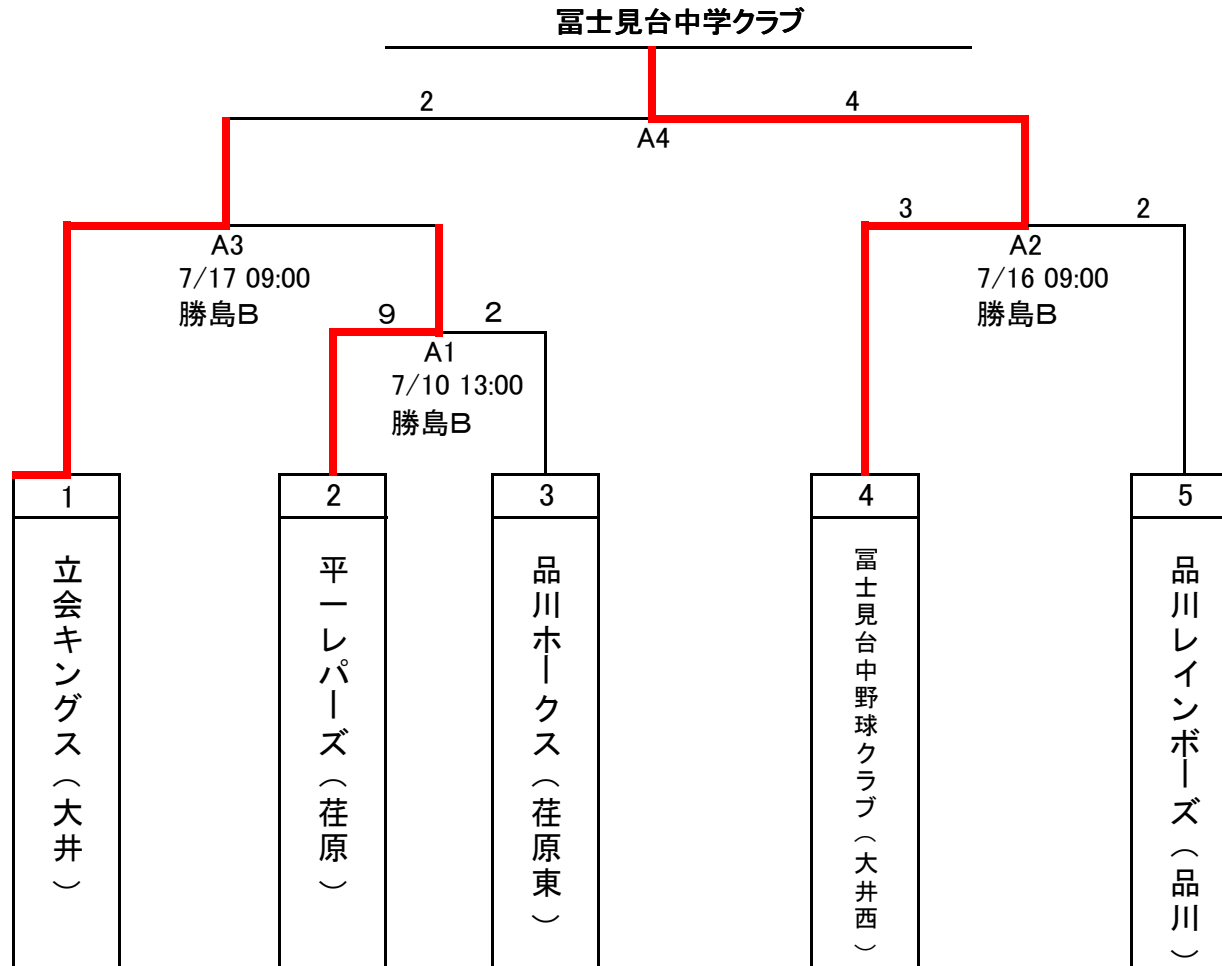 冨士見台中学クラブ
2
4
A4
3
2
A3
7/17 09:00
勝島B
A2
7/16 09:00
勝島B
９
２
A1
7/10 13:00
勝島Ｂ
1
2
3
4
5
立会キングス（大井）
平一レパーズ（荏原）
品川ホークス（荏原東）
冨士見台中野球クラブ（大井西）
品川レインボーズ（品川）